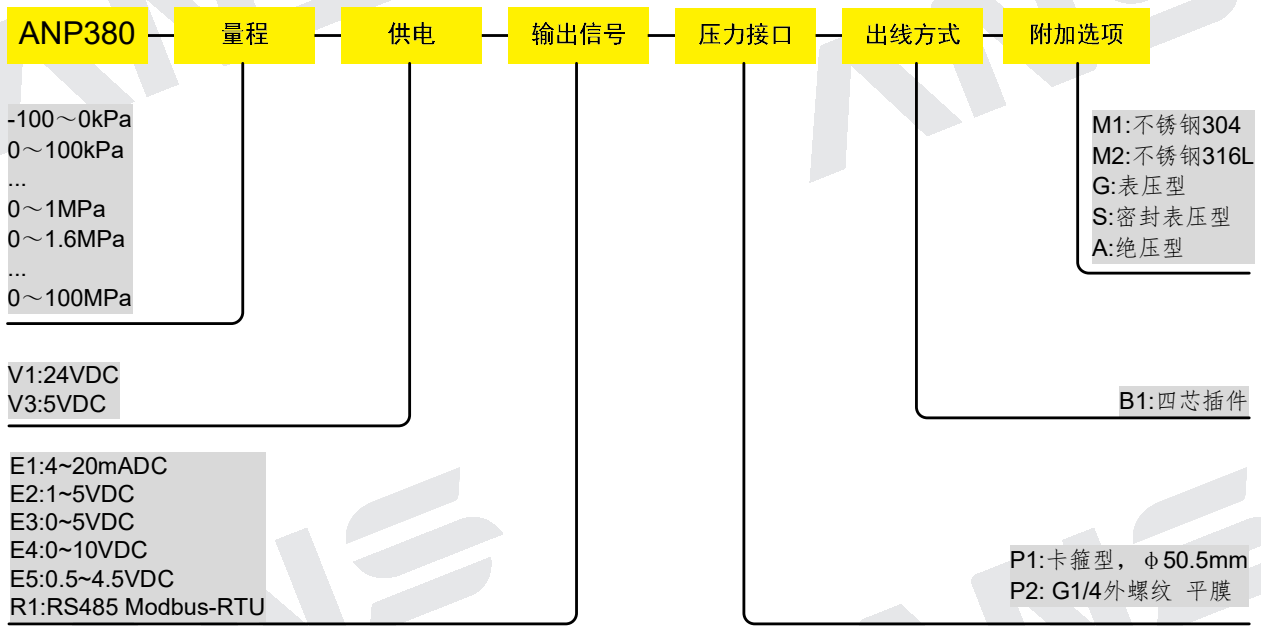 ANP380 量程 供电 输出信号 压力接口 出线方式 附加选项
-100～0kPa
0～100kPa
...
0～1MPa
0～1.6MPa
...
0～100MPa
M1:不锈钢304
M2:不锈钢316L
G:表压型
S:密封表压型
A:绝压型
V1:24VDC
V3:5VDC
B1:四芯插件
E1:4~20mADC
E2:1~5VDC
E3:0~5VDC
E4:0~10VDC
E5:0.5~4.5VDC
R1:RS485 Modbus-RTU
P1:卡箍型，φ50.5mm
P2: G1/4外螺纹 平膜